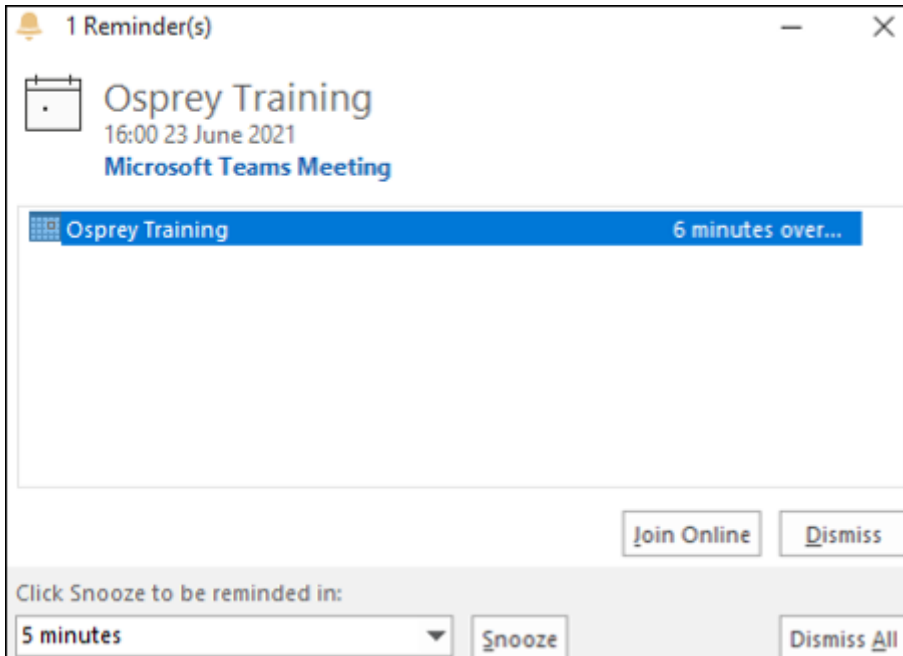 1 Reminder(s)
Osprey Training
16:00 23 June 2021
Microsoft Teams Meeting
Osprey Training 6 minutes over...
Join Online Dismiss
Click Snooze to be reminded in:
5 minutes Snooze Dismiss All